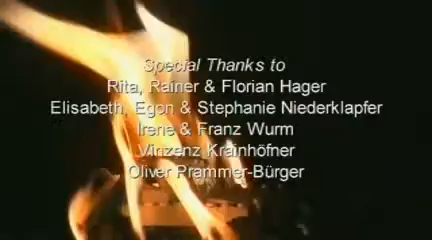 Special Thanks to
Rita, Rainer & Florian Hager
Elisabeth, Egon & Stephanie Niederklapfer
Irene & Franz Wurm
Vinzenz Krainhöfner
Oliver Prammer-Bürger